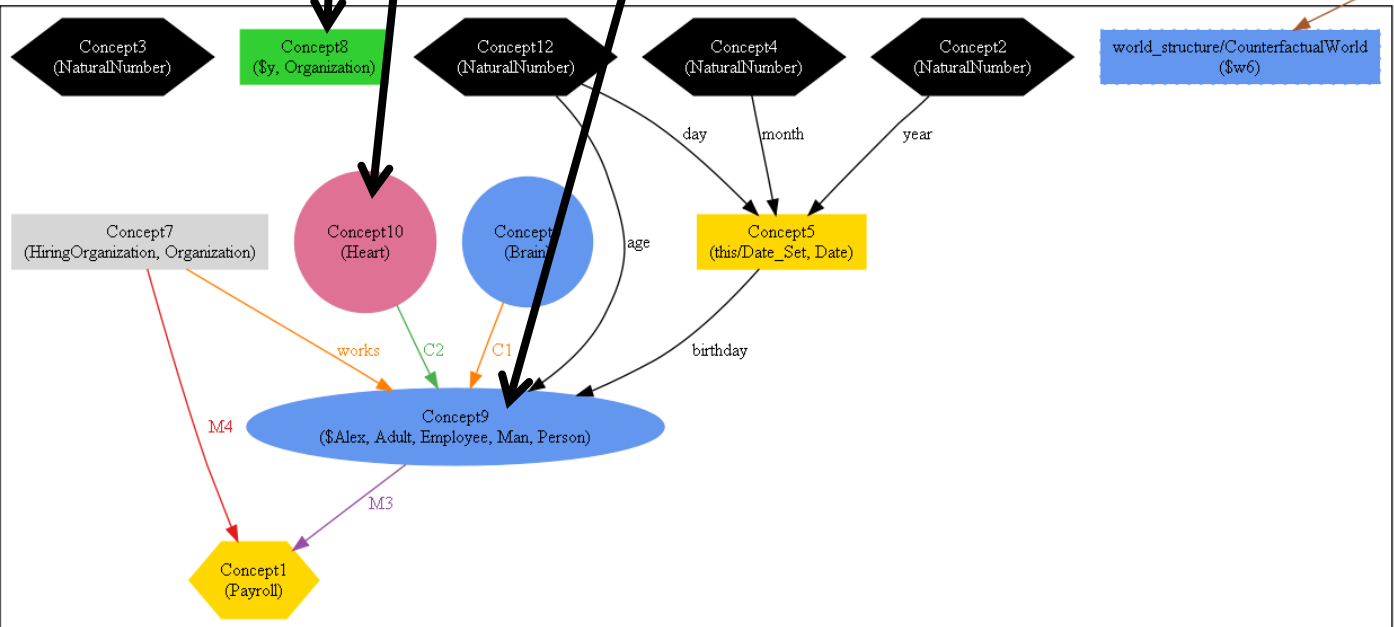 Concept3
(NaturalNumber)
Concept8
($y, Organization)
Concept12
(NaturalNumber)
Concept4
(NaturalNumber)
Concept2
(NaturalNumber)
world_structure/CounterfactualWorld
($w6)
day
month
year
Concept7
(HiringOrganization, Organization)
Concept10
(Heart)
Concept
(Brain)
age
Concept5
(this/Date_Set, Date)
works
C2
C1
birthday
M4
Concept9
($Alex, Adult, Employee, Man, Person)
M3
Concept1
(Payroll)